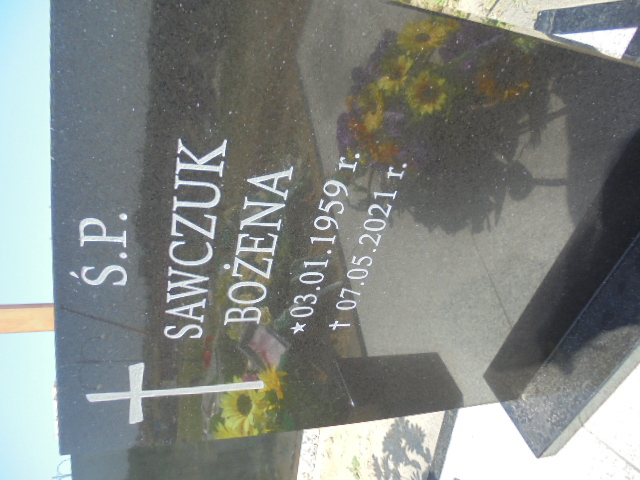 Ś.P.
SAWCZUK
BOŻENA
★ 03.01.1959 r.
† 07.05.2021 r.